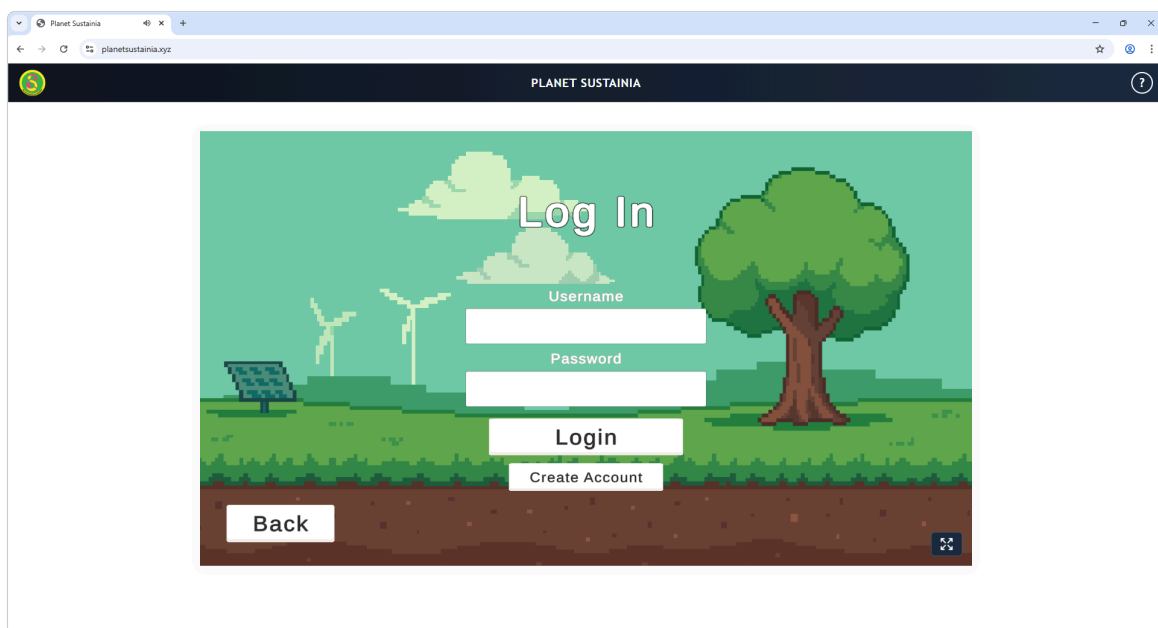 Planet Sustainia
planetsustainia.xyz
PLANET SUSTAINIA
?
Log In
Username
Password
Login
Create Account
Back